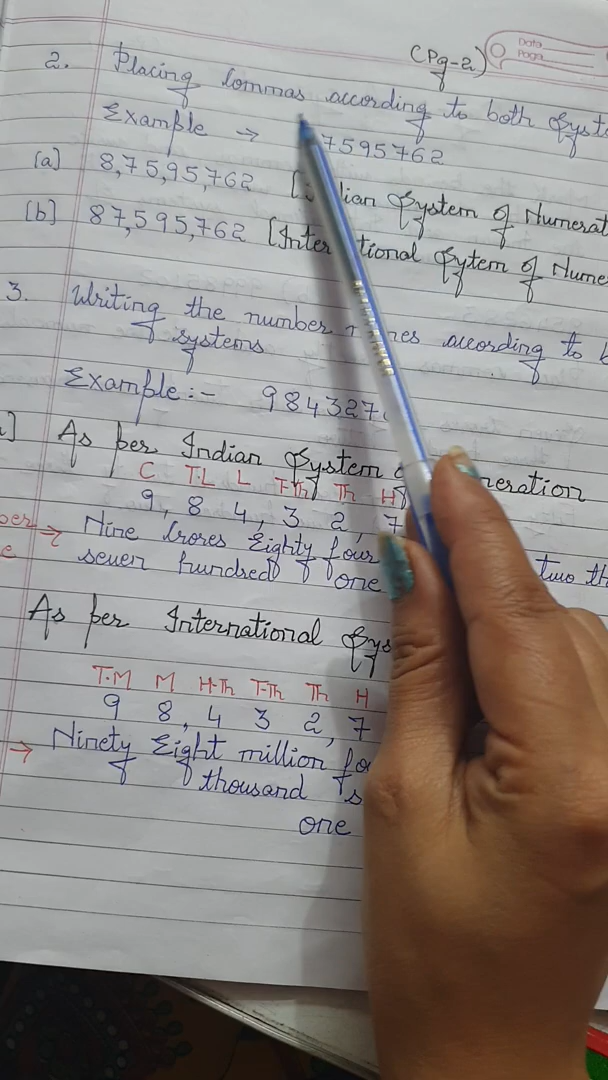 (Pg-2)
Date
Page
2. Placing commas according to both Syst
Example → 7595762
(a) 8,75,95,762 [ dian System of Numerat
(b) 87,595,762 [Inter tional Sytem of Nume
3. Writing the number n mes according to b
systems
Example :- 984327
As per Indian System neration
C T.L L T-Th Th H
9, 8 4, 3 2, 7
→ Nine Crores Eighty four two th
seven hundred one
As per International Sys
T.M M H-Th T-Th Th H
9 8, 4 3 2, 7
→ Ninety Eight million fo
thousand s
one